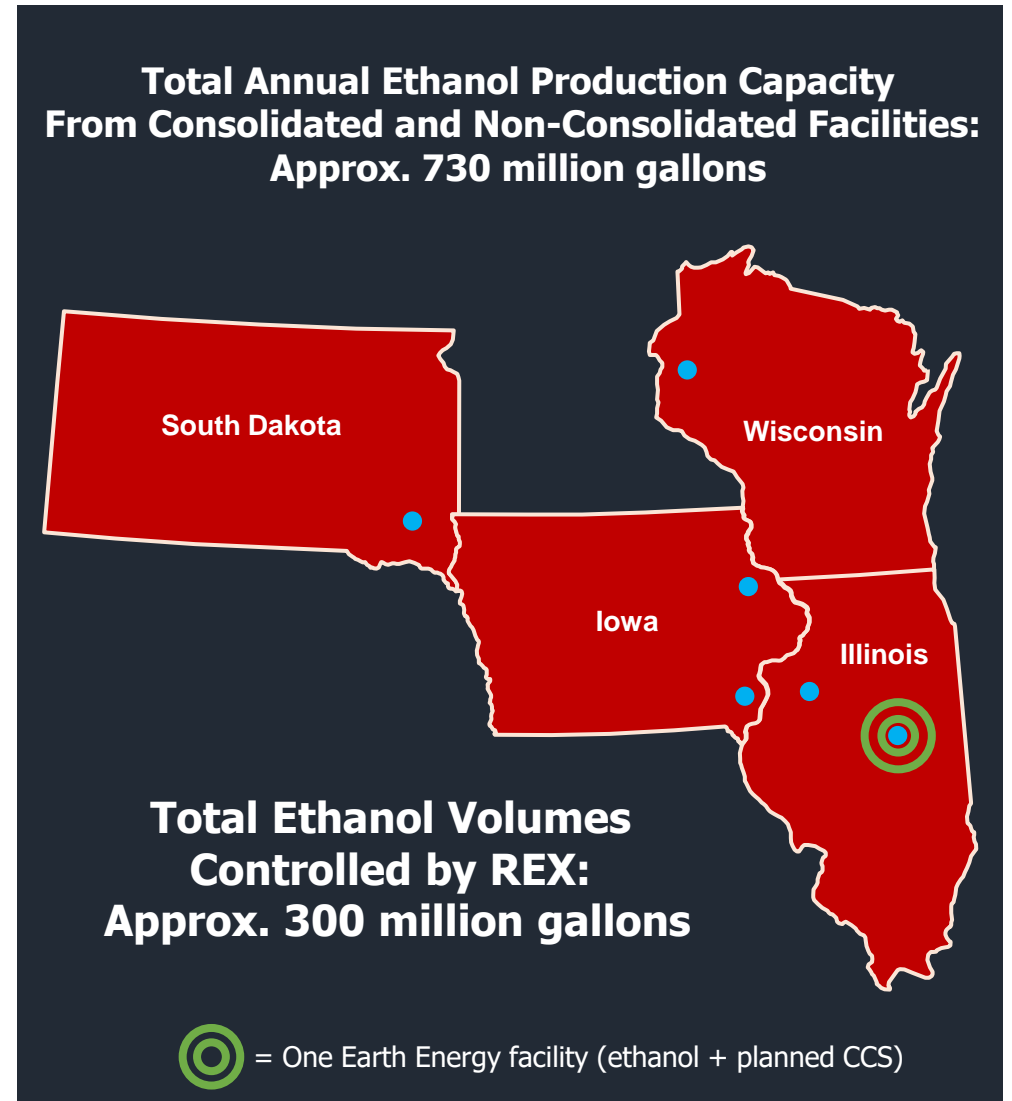 Total Annual Ethanol Production Capacity
From Consolidated and Non-Consolidated Facilities:
Approx. 730 million gallons
South Dakota
Wisconsin
Iowa
Illinois
Total Ethanol Volumes
Controlled by REX:
Approx. 300 million gallons
= One Earth Energy facility (ethanol + planned CCS)